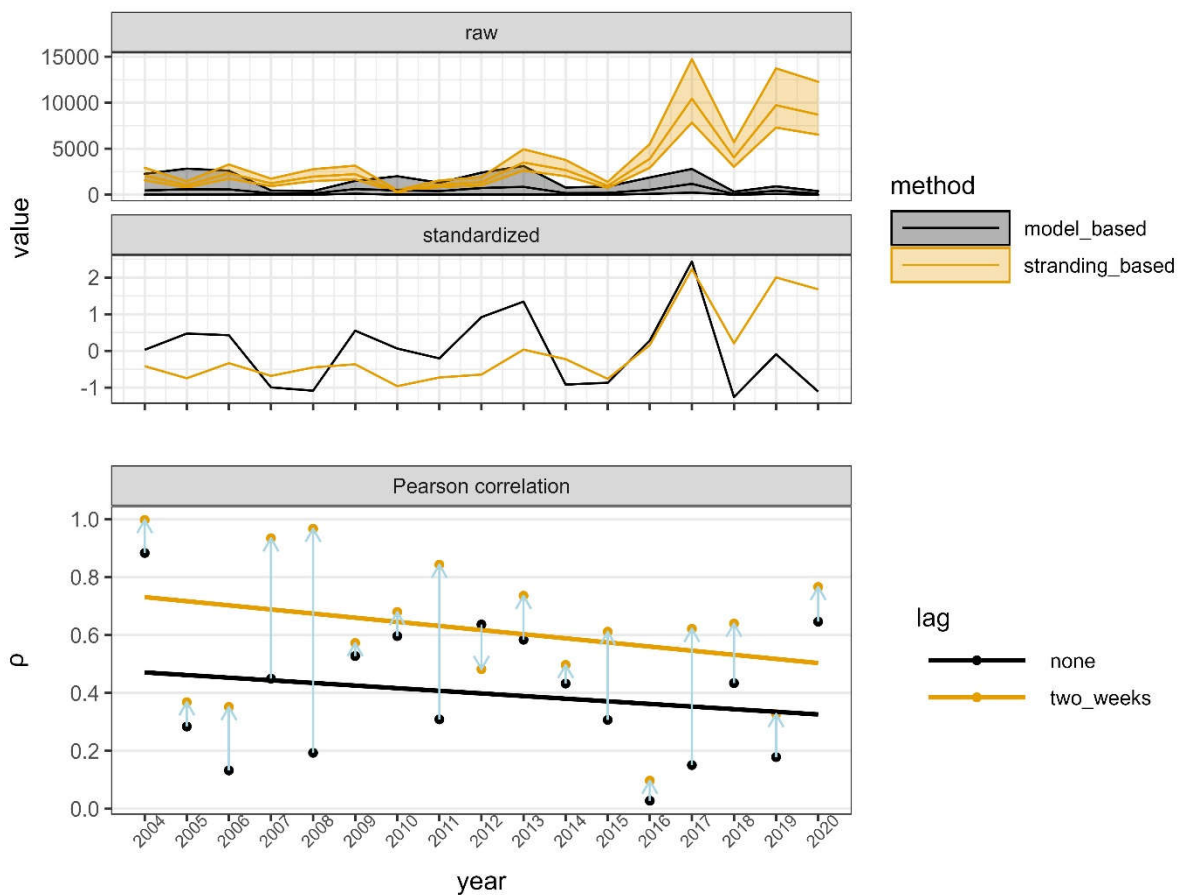 raw
15000
10000
5000
0
value
standardized
2
1
0
-1
method
model_based
stranding_based
Pearson correlation
1.0
0.8
0.6
0.4
0.2
0.0
ρ
2004 2005 2006 2007 2008 2009 2010 2011 2012 2013 2014 2015 2016 2017 2018 2019 2020
year
lag
none
two_weeks